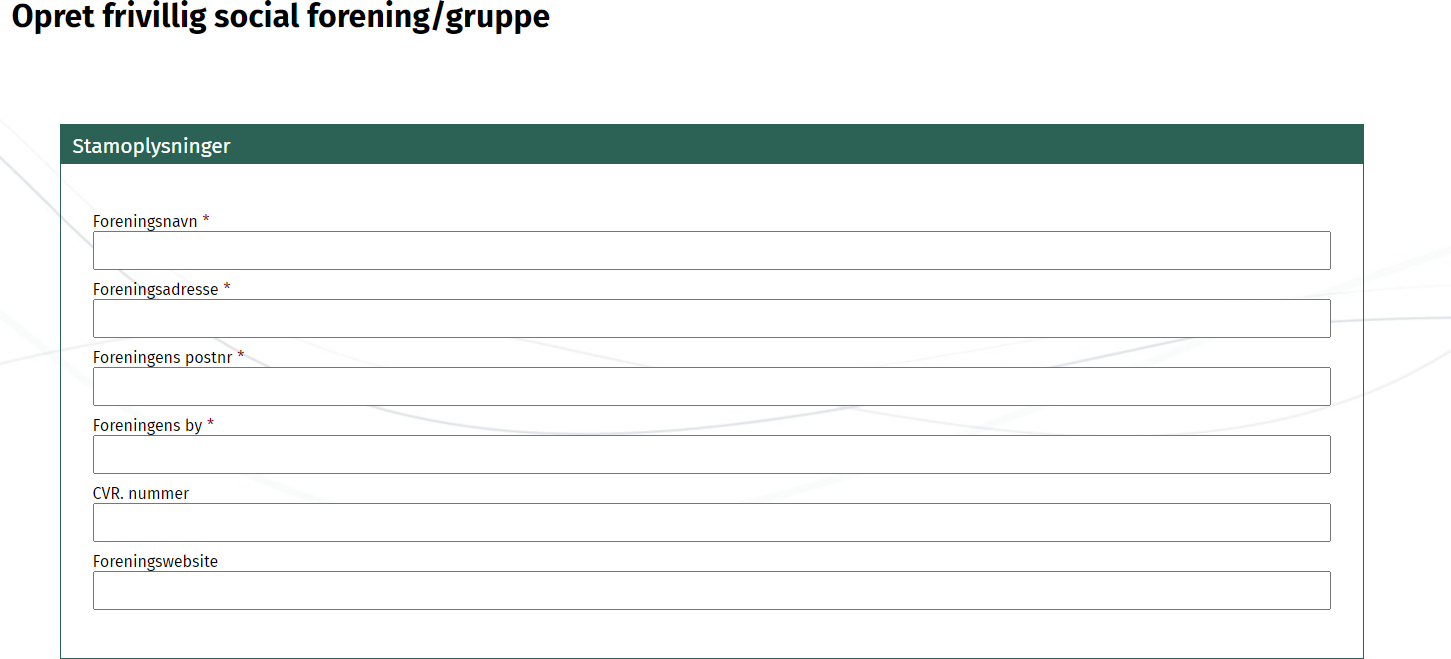 Opret frivillig social forening/gruppe
Stamoplysninger
Foreningsnavn *
Foreningsadresse *
Foreningens postnr *
Foreningens by *
CVR. nummer
Foreningswebsite